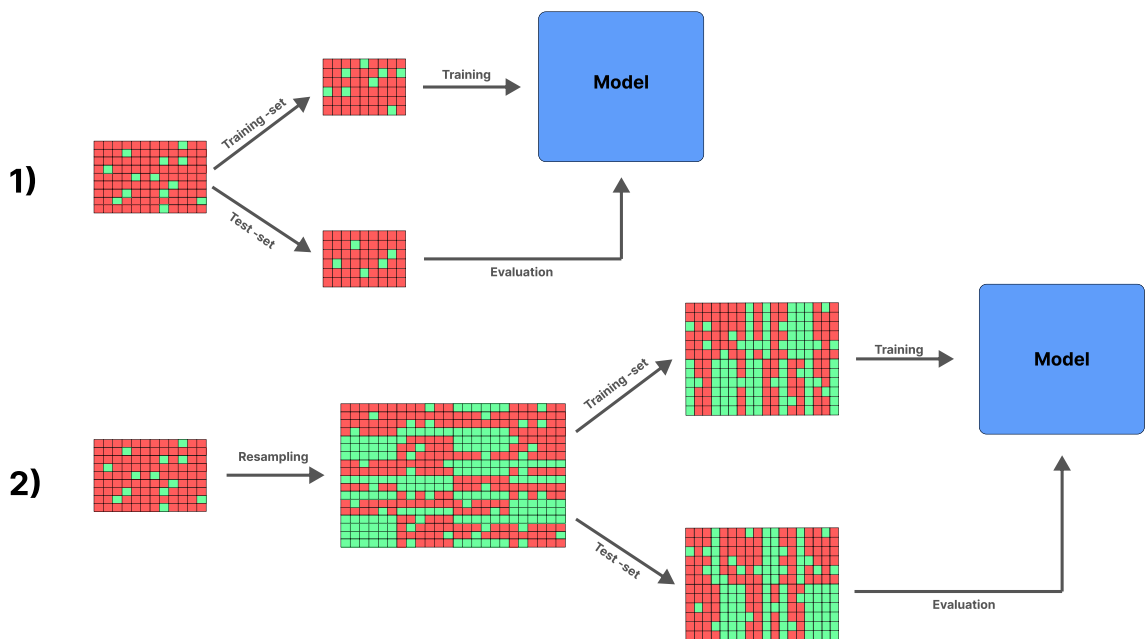 1)
Training -set
Training
Model
Test -set
Evaluation
2)
Resampling
Training -set
Training
Model
Test -set
Evaluation